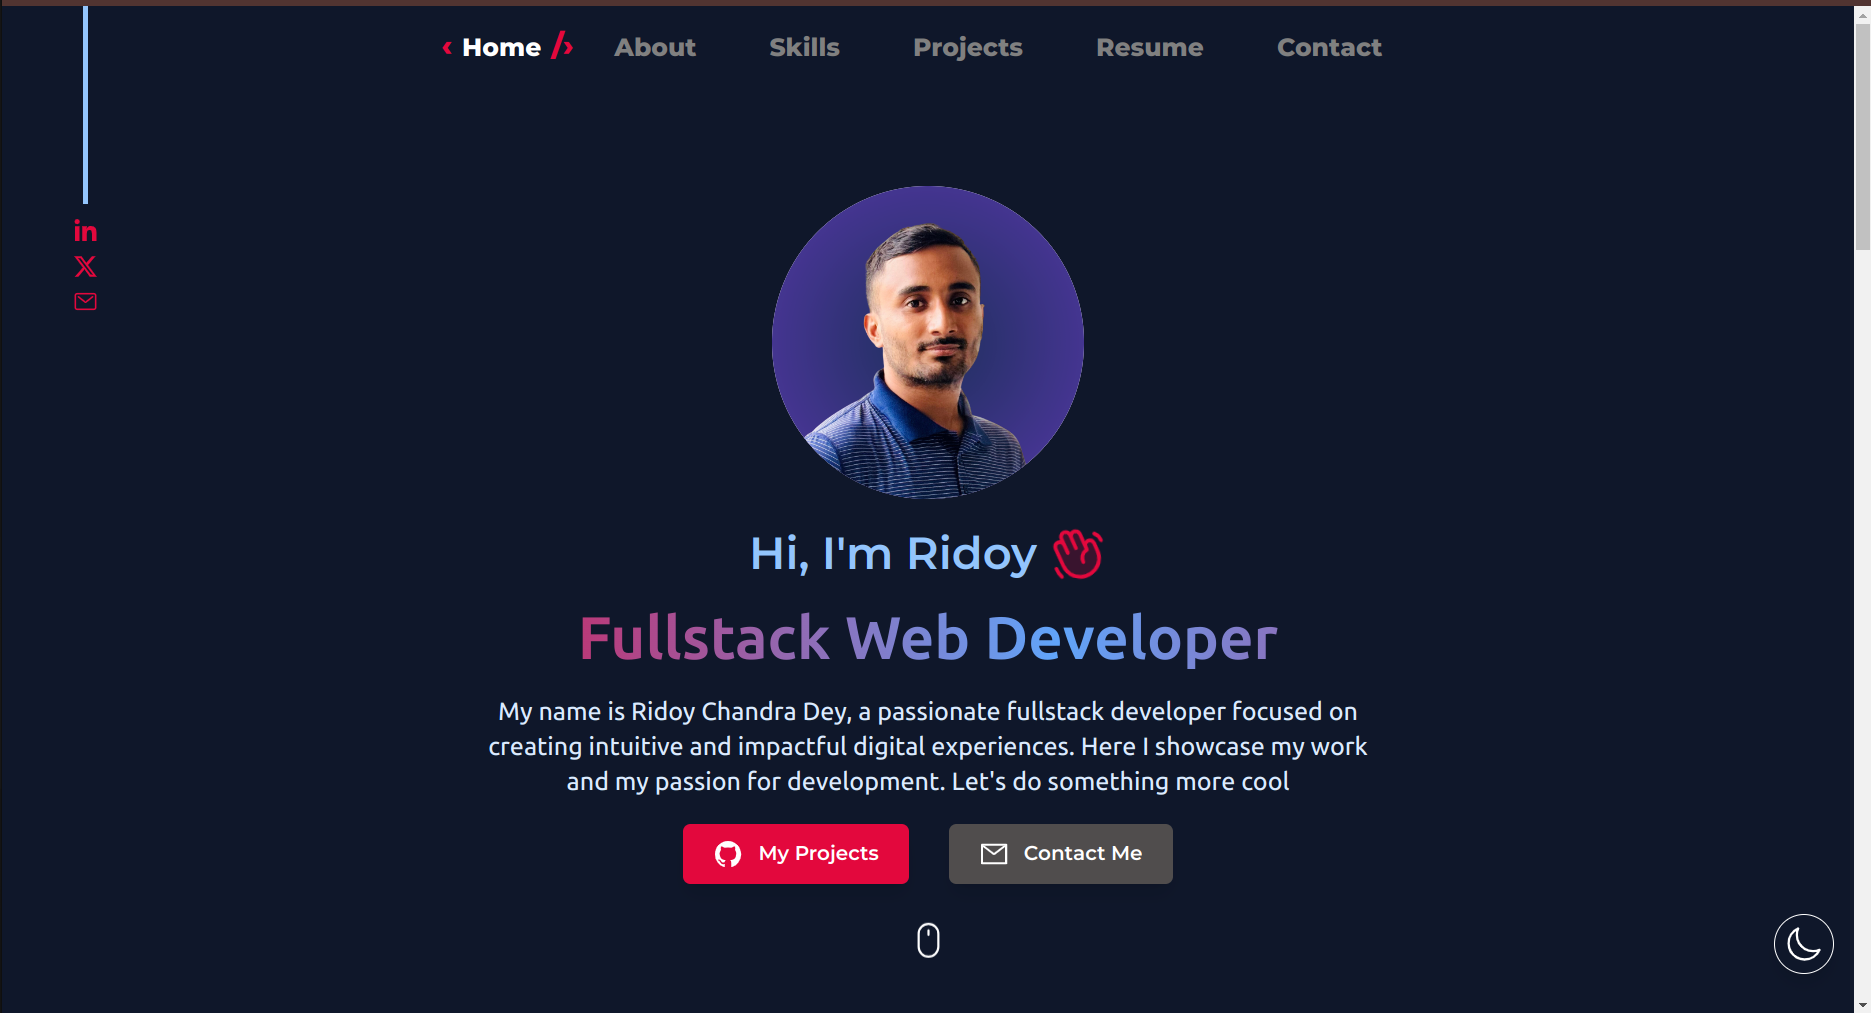 ‹ Home /›
About
Skills
Projects
Resume
Contact
in
X
Hi, I'm Ridoy
Fullstack Web Developer
My name is Ridoy Chandra Dey, a passionate fullstack developer focused on
creating intuitive and impactful digital experiences. Here I showcase my work
and my passion for development. Let's do something more cool
My Projects
Contact Me